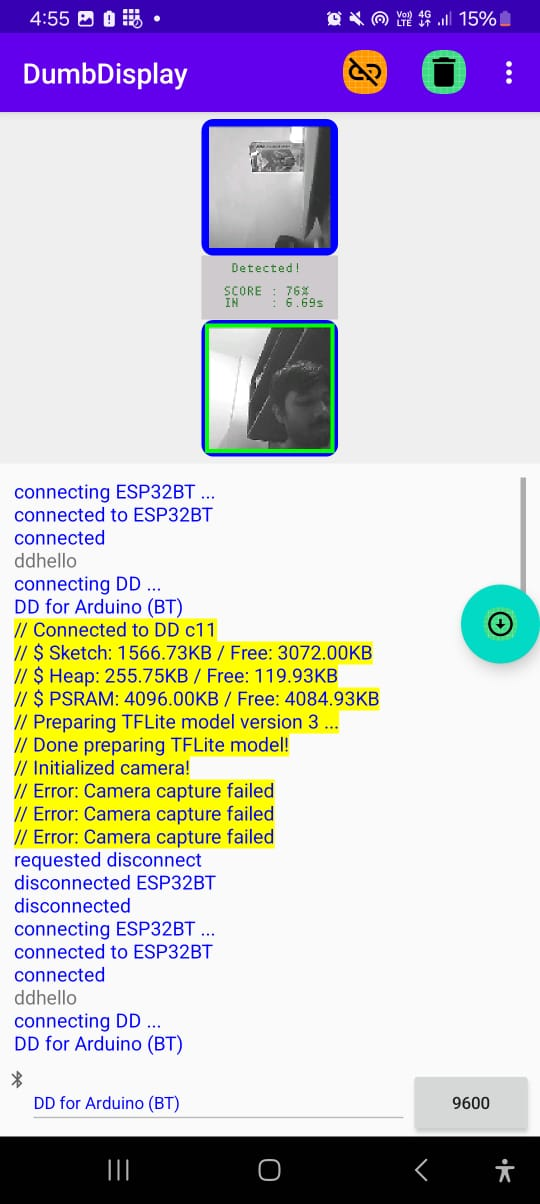 4:55
Vo)) LTE 4G 15%
DumbDisplay
Detected!
SCORE : 76%
IN : 6.69s
connecting ESP32BT ...
connected to ESP32BT
connected
ddhello
connecting DD ...
DD for Arduino (BT)
// Connected to DD c11
// $ Sketch: 1566.73KB / Free: 3072.00KB
// $ Heap: 255.75KB / Free: 119.93KB
// $ PSRAM: 4096.00KB / Free: 4084.93KB
// Preparing TFLite model version 3 ...
// Done preparing TFLite model!
// Initialized camera!
// Error: Camera capture failed
// Error: Camera capture failed
// Error: Camera capture failed
requested disconnect
disconnected ESP32BT
disconnected
connecting ESP32BT ...
connected to ESP32BT
connected
ddhello
connecting DD ...
DD for Arduino (BT)
DD for Arduino (BT)
9600